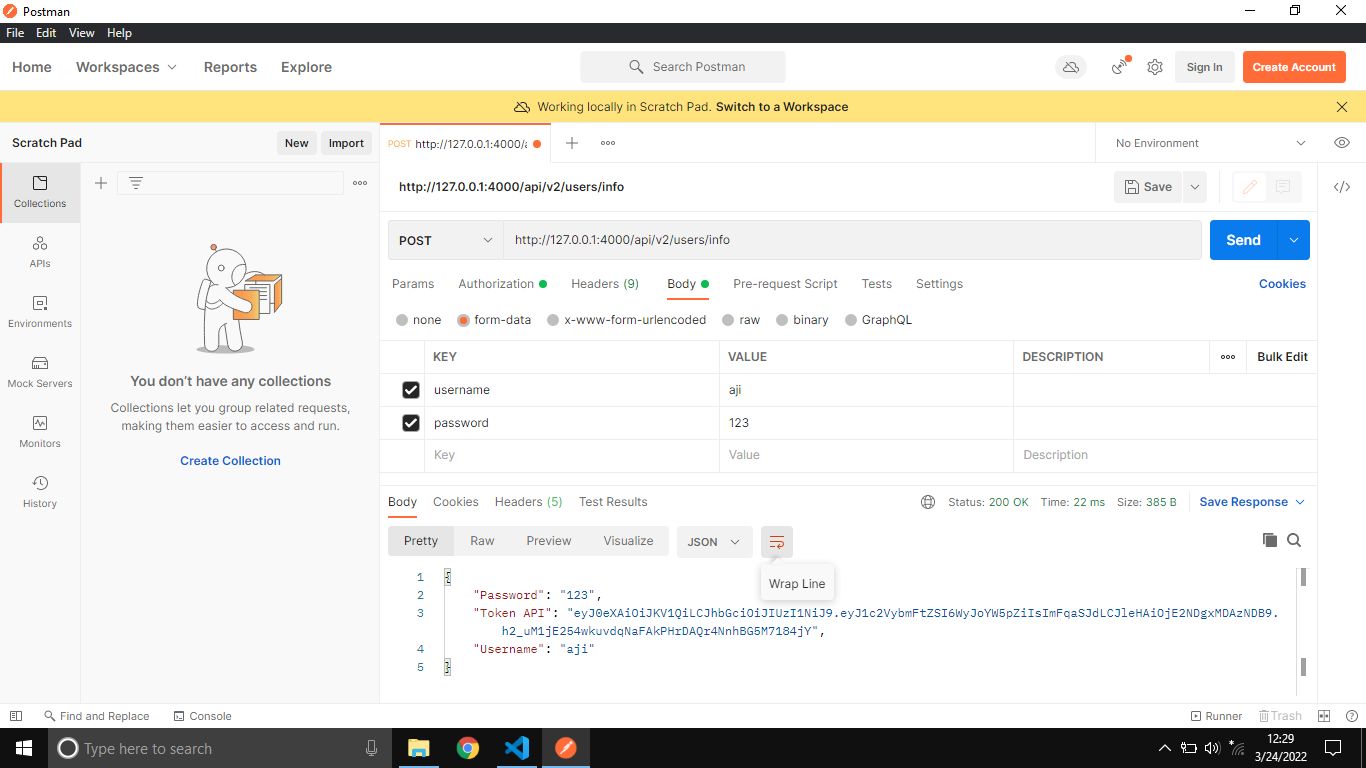 Postman
File Edit View Help
Home Workspaces Reports Explore Search Postman Sign In Create Account
Working locally in Scratch Pad. Switch to a Workspace
Scratch Pad New Import POST http://127.0.0.1:4000/a No Environment
http://127.0.0.1:4000/api/v2/users/info Save
Collections
APIs
Environments
Mock Servers
Monitors
History
You don't have any collections
Collections let you group related requests,
making them easier to access and run.
Create Collection
POST http://127.0.0.1:4000/api/v2/users/info Send
Params Authorization Headers (9) Body Pre-request Script Tests Settings Cookies
none form-data x-www-form-urlencoded raw binary GraphQL
KEY VALUE DESCRIPTION Bulk Edit
username aji
password 123
Key Value Description
Body Cookies Headers (5) Test Results Status: 200 OK Time: 22 ms Size: 385 B Save Response
Pretty Raw Preview Visualize JSON
Wrap Line
1 {
2 "Password": "123",
3 "Token API": "eyJ0eXAiOiJKV1QiLCJhbGciOiJIUzI1NiJ9.eyJ1c2VybmFtZSI6WyJoYW5pZiIsImFqaSJdLCJleHAiOjE2NDgxMDAzNDB9.
h2_uM1jE254wkuvdqNaFAkPHrDAQr4NnhBG5M7184jY",
4 "Username": "aji"
5 }
Find and Replace Console Runner Trash
Type here to search
12:29
3/24/2022